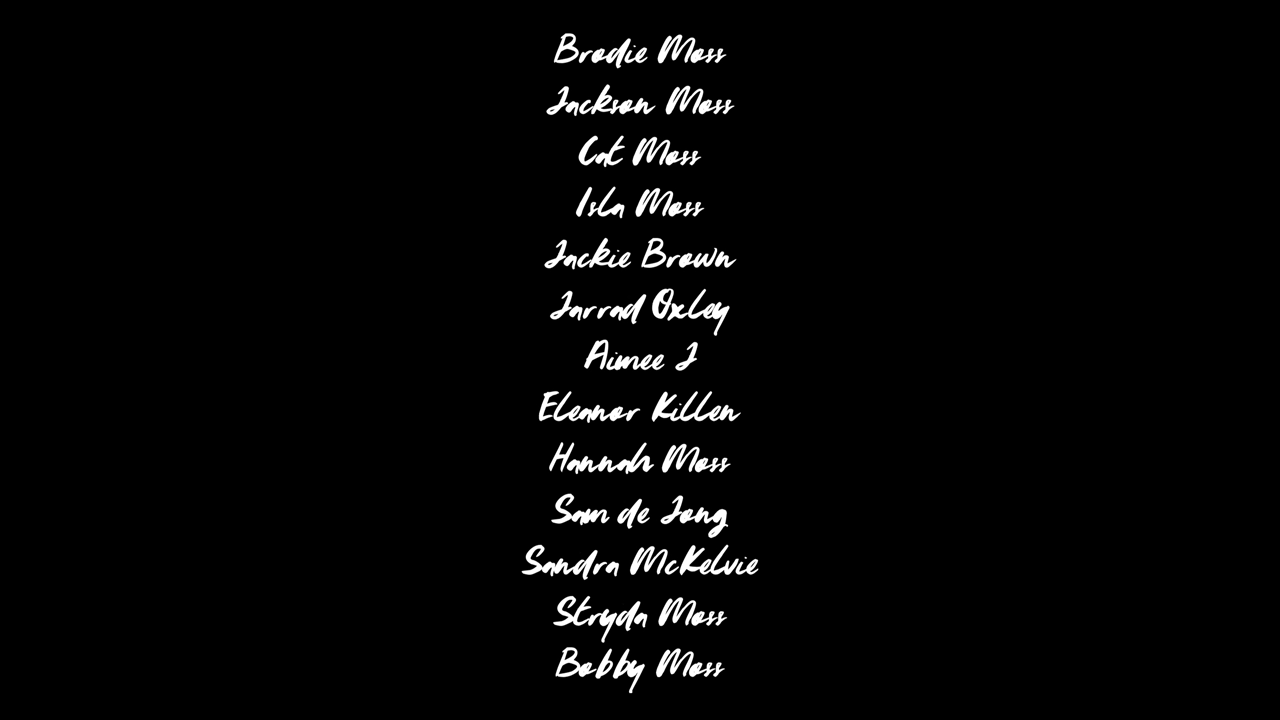 Brodie Moss
Jackson Moss
Cat Moss
Isla Moss
Jackie Brown
Jarrad Oxley
Aimee J
Eleanor Killen
Hannah Moss
Sam de Jong
Sandra McKelvie
Stryda Moss
Bobby Moss